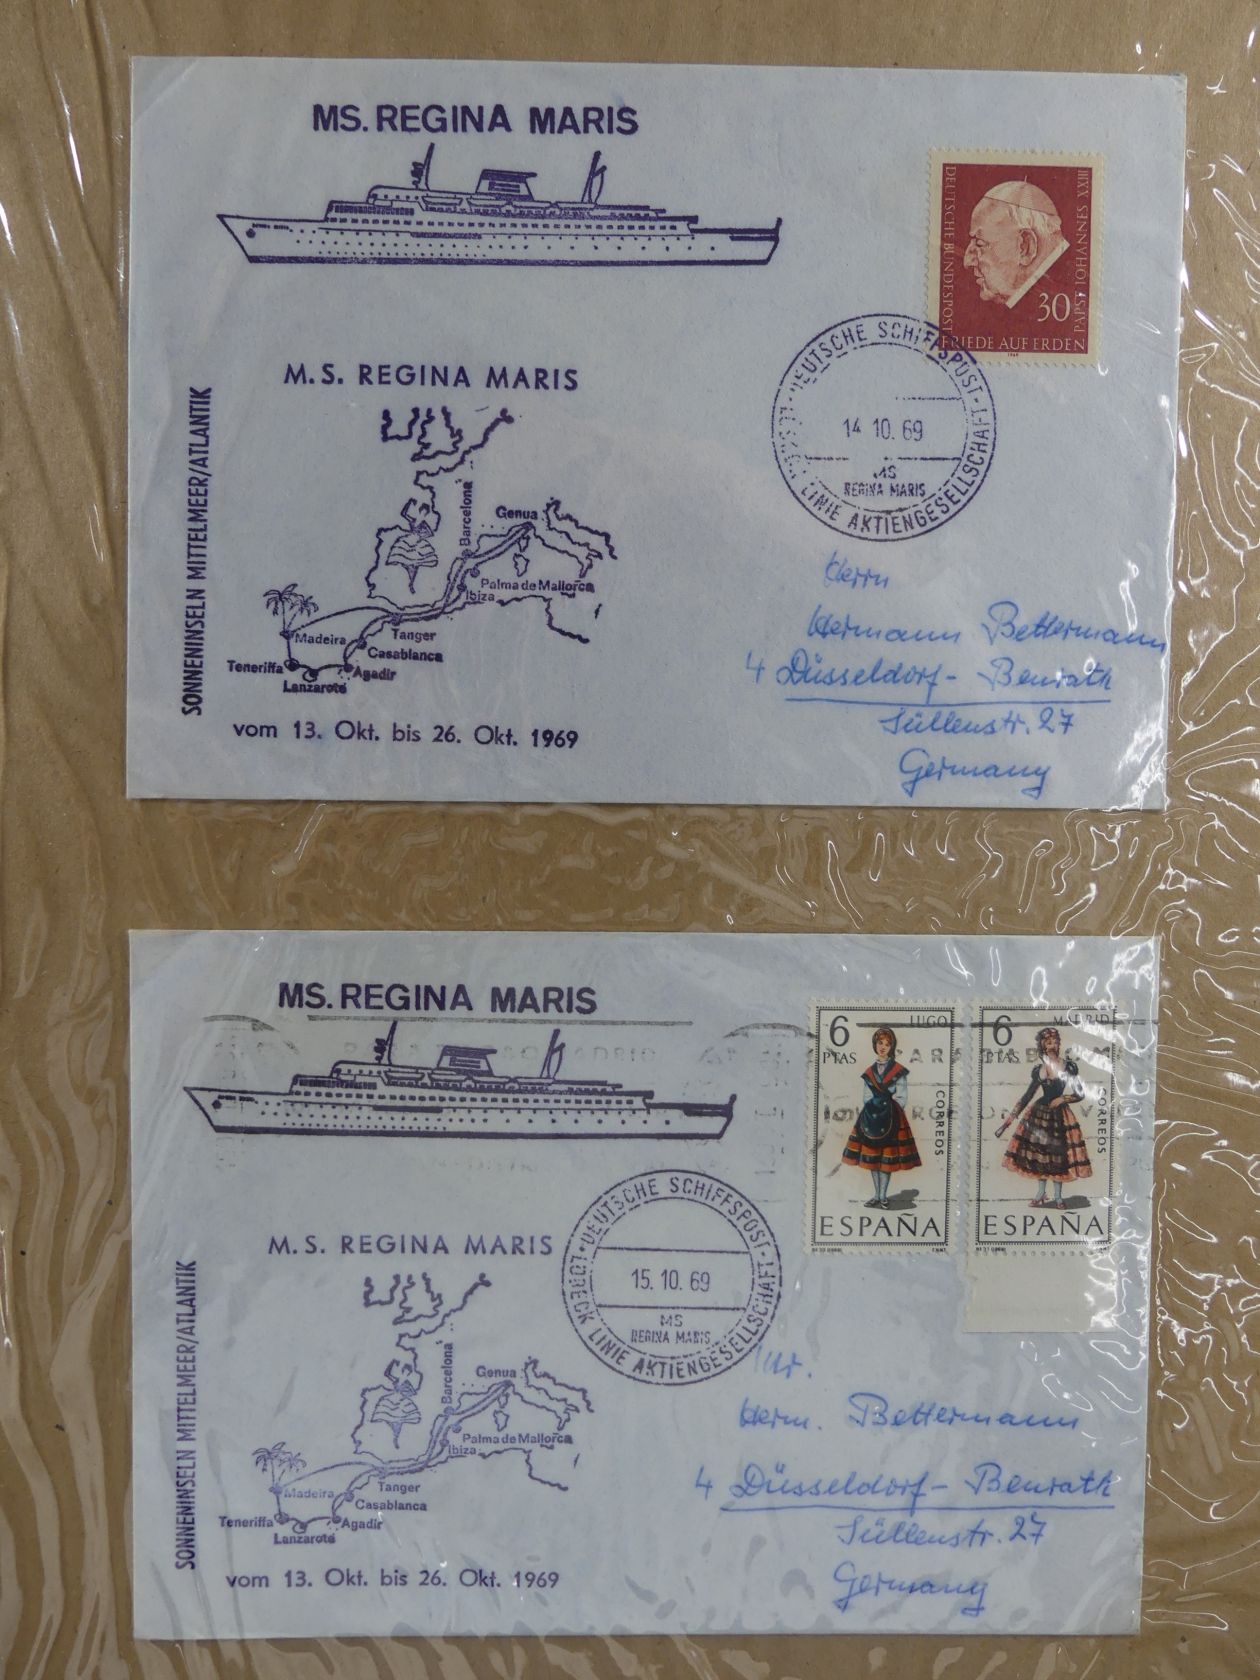 MS. REGINA MARIS
DEUTSCHE BUNDESPOST
PAPST JOHANNES XXIII
30
FRIEDE AUF ERDEN
1969
DEUTSCHE SCHIFFSPOST
14 10. 69
MS
REGINA MARIS
LINIE AKTIENGESELLSCHAFT
M.S. REGINA MARIS
SONNENINSELN MITTELMEER/ATLANTIK
Barcelona
Genua
Palma de Mallorca
Ibiza
Madeira
Tanger
Casablanca
Teneriffa
Agadir
Lanzarote
vom 13. Okt. bis 26. Okt. 1969
Herrn
Hermann Bettermann
4 Düsseldorf - Benrath
Süllenstr. 27
Germany
MS. REGINA MARIS
6 LUGO
PTAS
CORREOS
ESPAÑA
6 MADRID
PTAS
CORREOS
ESPAÑA
DEUTSCHE SCHIFFSPOST
15. 10. 69
MS
REGINA MARIS
LÜBECK LINIE AKTIENGESELLSCHAFT
M.S. REGINA MARIS
SONNENINSELN MITTELMEER/ATLANTIK
Barcelona
Genua
Palma de Mallorca
Ibiza
Madeira
Tanger
Casablanca
Teneriffa
Agadir
Lanzarote
vom 13. Okt. bis 26. Okt. 1969
Herm. Bettermann
4 Düsseldorf - Benrath
Süllenstr. 27
Germany